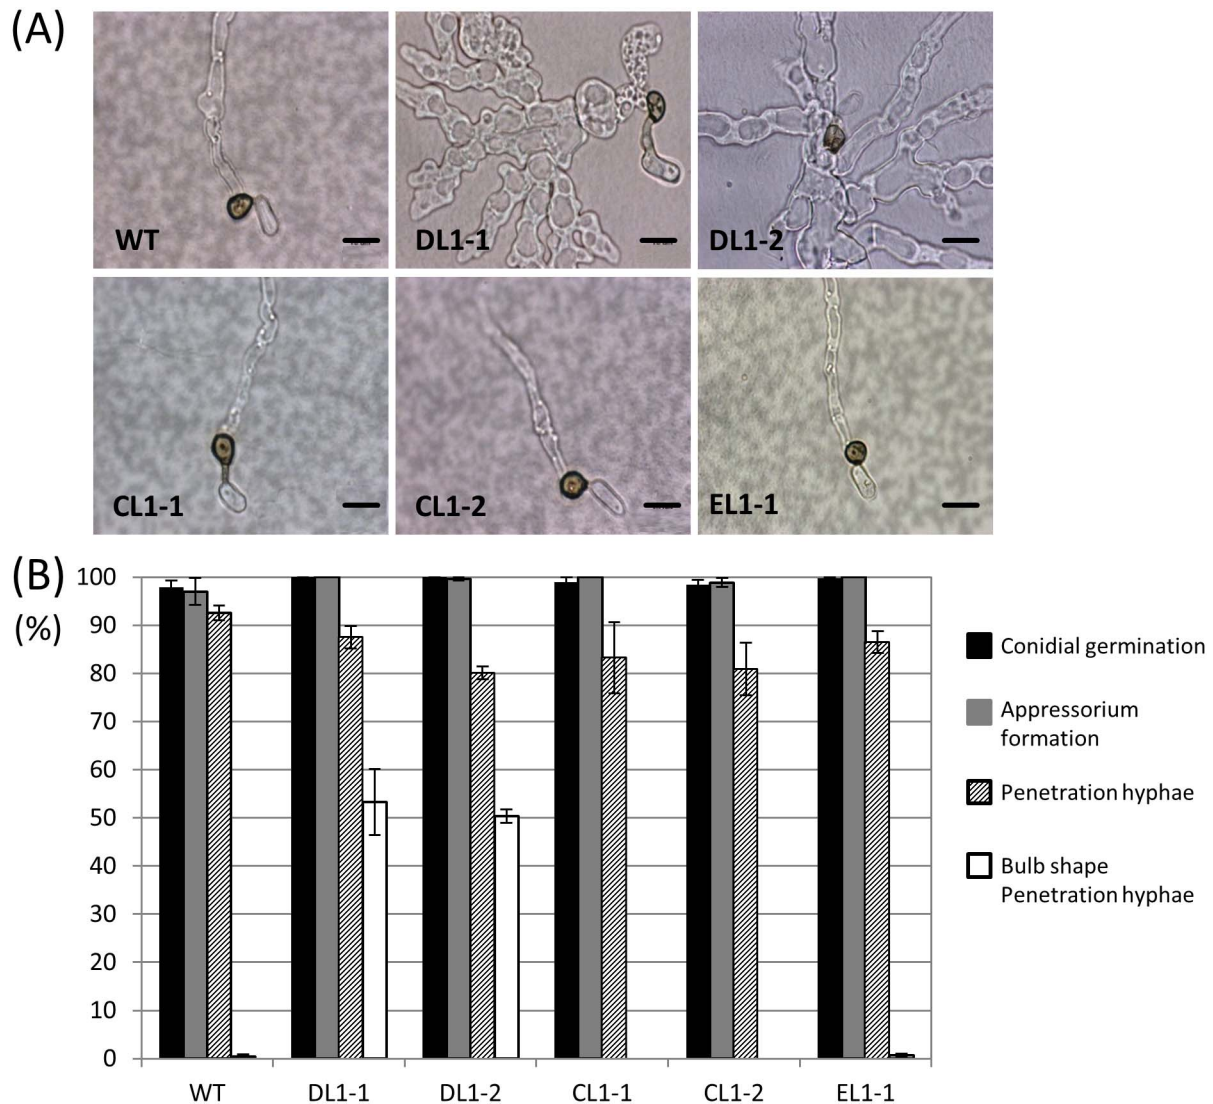 (A)
WT
DL1-1
DL1-2
CL1-1
CL1-2
EL1-1
(B)
(%)
100
90
80
70
60
50
40
30
20
10
0
WT
DL1-1
DL1-2
CL1-1
CL1-2
EL1-1
Conidial germination
Appressorium
formation
Penetration hyphae
Bulb shape
Penetration hyphae